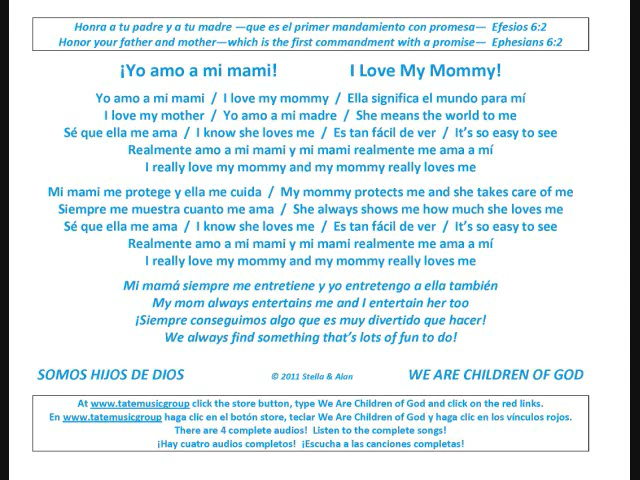 Honra a tu padre y a tu madre —que es el primer mandamiento con promesa— Efesios 6:2
Honor your father and mother—which is the first commandment with a promise— Ephesians 6:2
¡Yo amo a mi mami! I Love My Mommy!
Yo amo a mi mami / I love my mommy / Ella significa el mundo para mí
I love my mother / Yo amo a mi madre / She means the world to me
Sé que ella me ama / I know she loves me / Es tan fácil de ver / It's so easy to see
Realmente amo a mi mami y mi mami realmente me ama a mí
I really love my mommy and my mommy really loves me
Mi mami me protege y ella me cuida / My mommy protects me and she takes care of me
Siempre me muestra cuanto me ama / She always shows me how much she loves me
Sé que ella me ama / I know she loves me / Es tan fácil de ver / It's so easy to see
Realmente amo a mi mami y mi mami realmente me ama a mí
I really love my mommy and my mommy really loves me
Mi mamá siempre me entretiene y yo entretengo a ella también
My mom always entertains me and I entertain her too
¡Siempre conseguimos algo que es muy divertido que hacer!
We always find something that's lots of fun to do!
SOMOS HIJOS DE DIOS © 2011 Stella & Alan WE ARE CHILDREN OF GOD
At www.tatemusicgroup click the store button, type We Are Children of God and click on the red links.
En www.tatemusicgroup haga clic en el botón store, teclar We Are Children of God y haga clic en los vínculos rojos.
There are 4 complete audios! Listen to the complete songs!
¡Hay cuatro audios completos! ¡Escucha a las canciones completas!